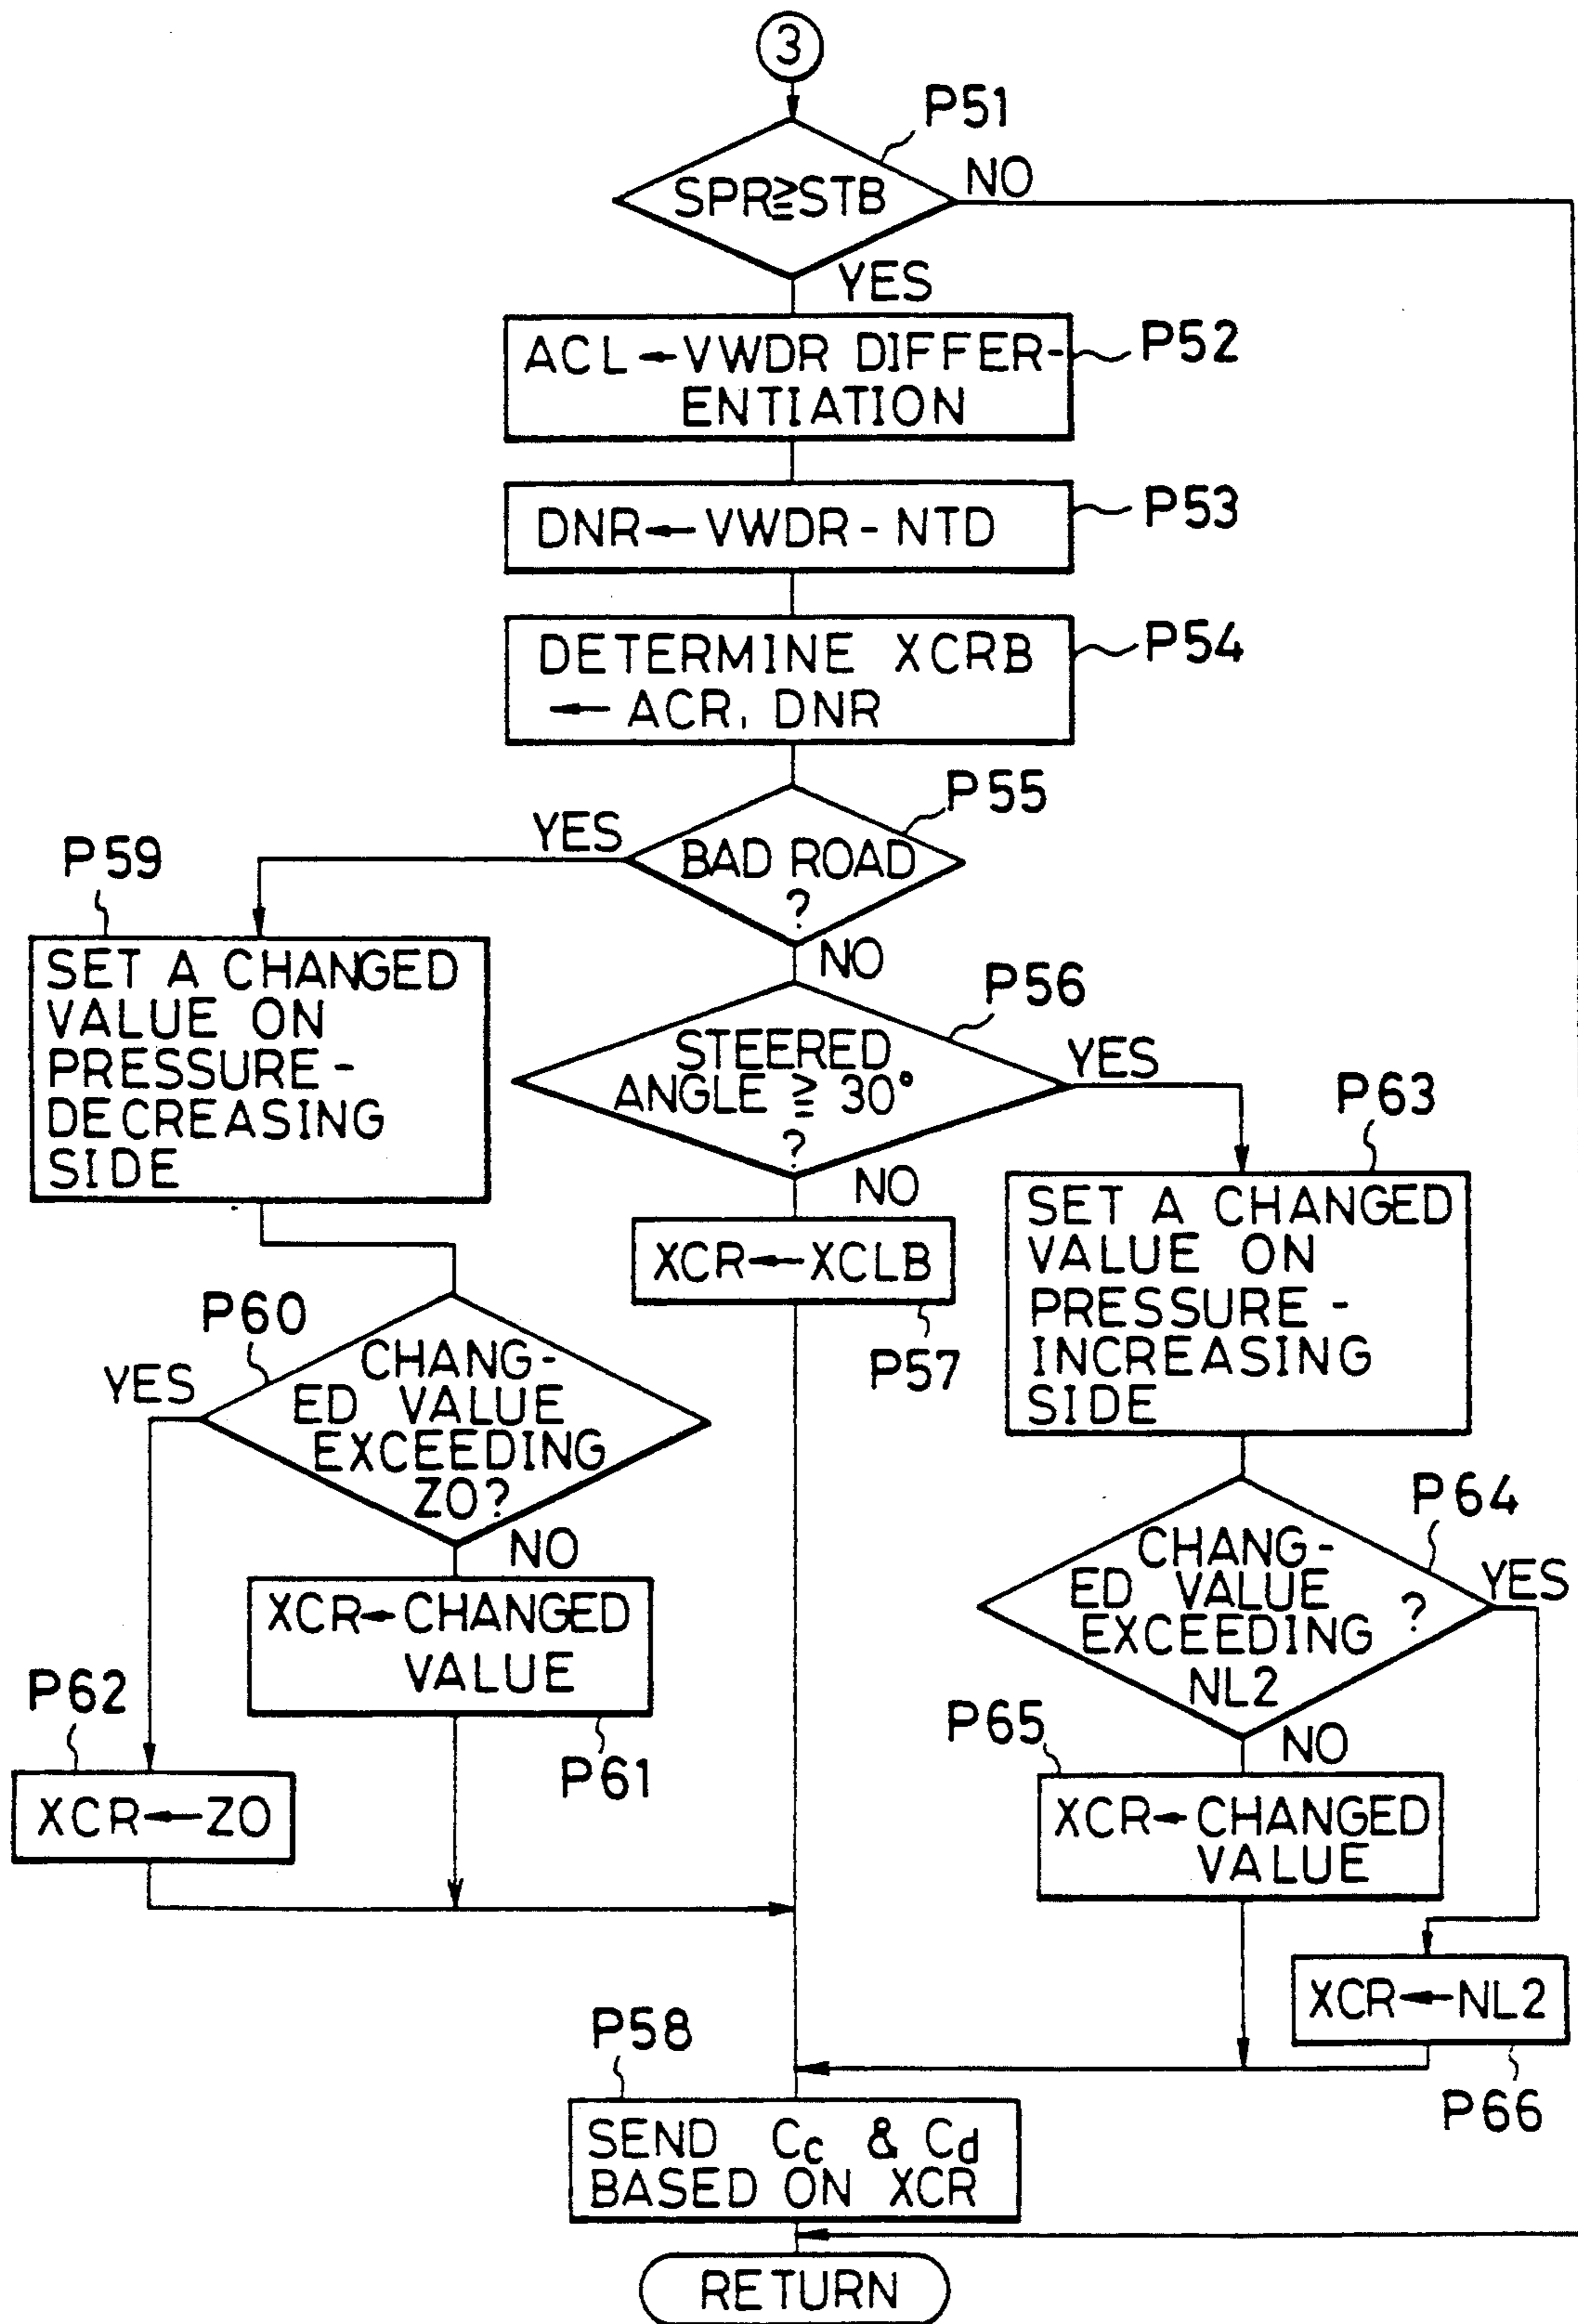 3
P51
SPR≧STB
NO
YES
ACL←VWDR DIFFER-
ENTIATION
P52
DNR←VWDR-NTD
P53
DETERMINE XCRB
← ACR, DNR
P54
P55
YES
BAD ROAD
?
NO
P59
SET A CHANGED
VALUE ON
PRESSURE-
DECREASING
SIDE
P56
STEERED
ANGLE ≧ 30°
?
YES
NO
P63
SET A CHANGED
VALUE ON
PRESSURE-
INCREASING
SIDE
XCR←XCLB
P57
P60
YES
CHANG-
ED VALUE
EXCEEDING
ZO?
NO
P64
CHANG-
ED VALUE
EXCEEDING ?
NL2
YES
NO
XCR←CHANGED
VALUE
P61
P62
XCR←ZO
P65
XCR←CHANGED
VALUE
XCR←NL2
P66
P58
SEND Cc & Cd
BASED ON XCR
RETURN